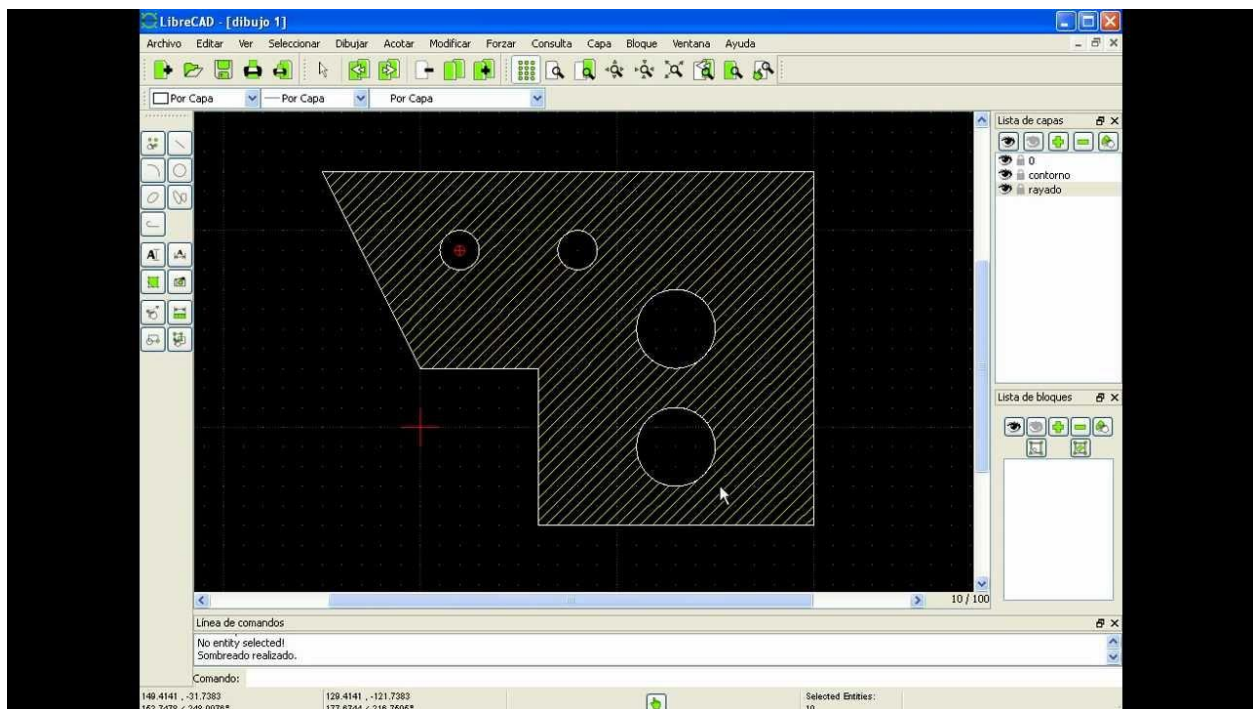 LibreCAD - [dibujo 1]
Archivo Editar Ver Seleccionar Dibujar Acotar Modificar Forzar Consulta Capa Bloque Ventana Ayuda
Por Capa Por Capa Por Capa
Lista de capas
0
contorno
rayado
Lista de bloques
10 / 100
Línea de comandos
No entity selected!
Sombreado realizado.
Comando:
149.4141 , -31.7383 129.4141 , -121.7383 Selected Entities:
10